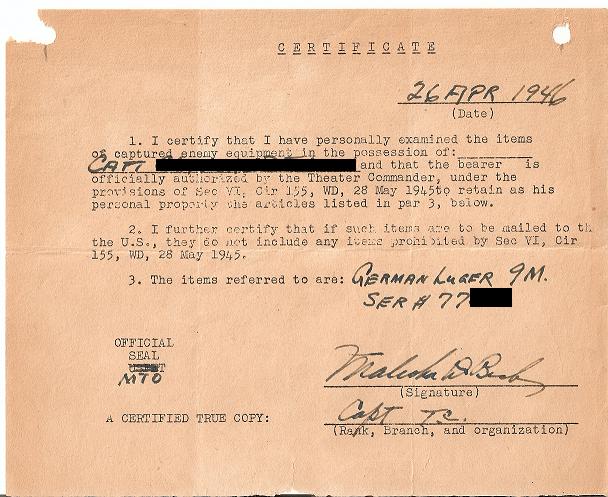 CERTIFICATE
26 APR 1946
(Date)
1. I certify that I have personally examined the items
of captured enemy equipment in the possession of:
CAPT and that the bearer is
officially authorized by the Theater Commander, under the
provisions of Sec VI, Cir 155, WD, 28 May 1945to retain as his
personal property the articles listed in par 3, below.
2. I further certify that if such items are to be mailed to th
the U.S., they do not include any items prohibited by Sec VI, Cir
155, WD, 28 May 1945.
3. The items referred to are: GERMAN LUGER 9M.
SER # 77
OFFICIAL
SEAL
MTO
(Signature)
A CERTIFIED TRUE COPY:
Capt T.C.
(Rank, Branch, and organization)